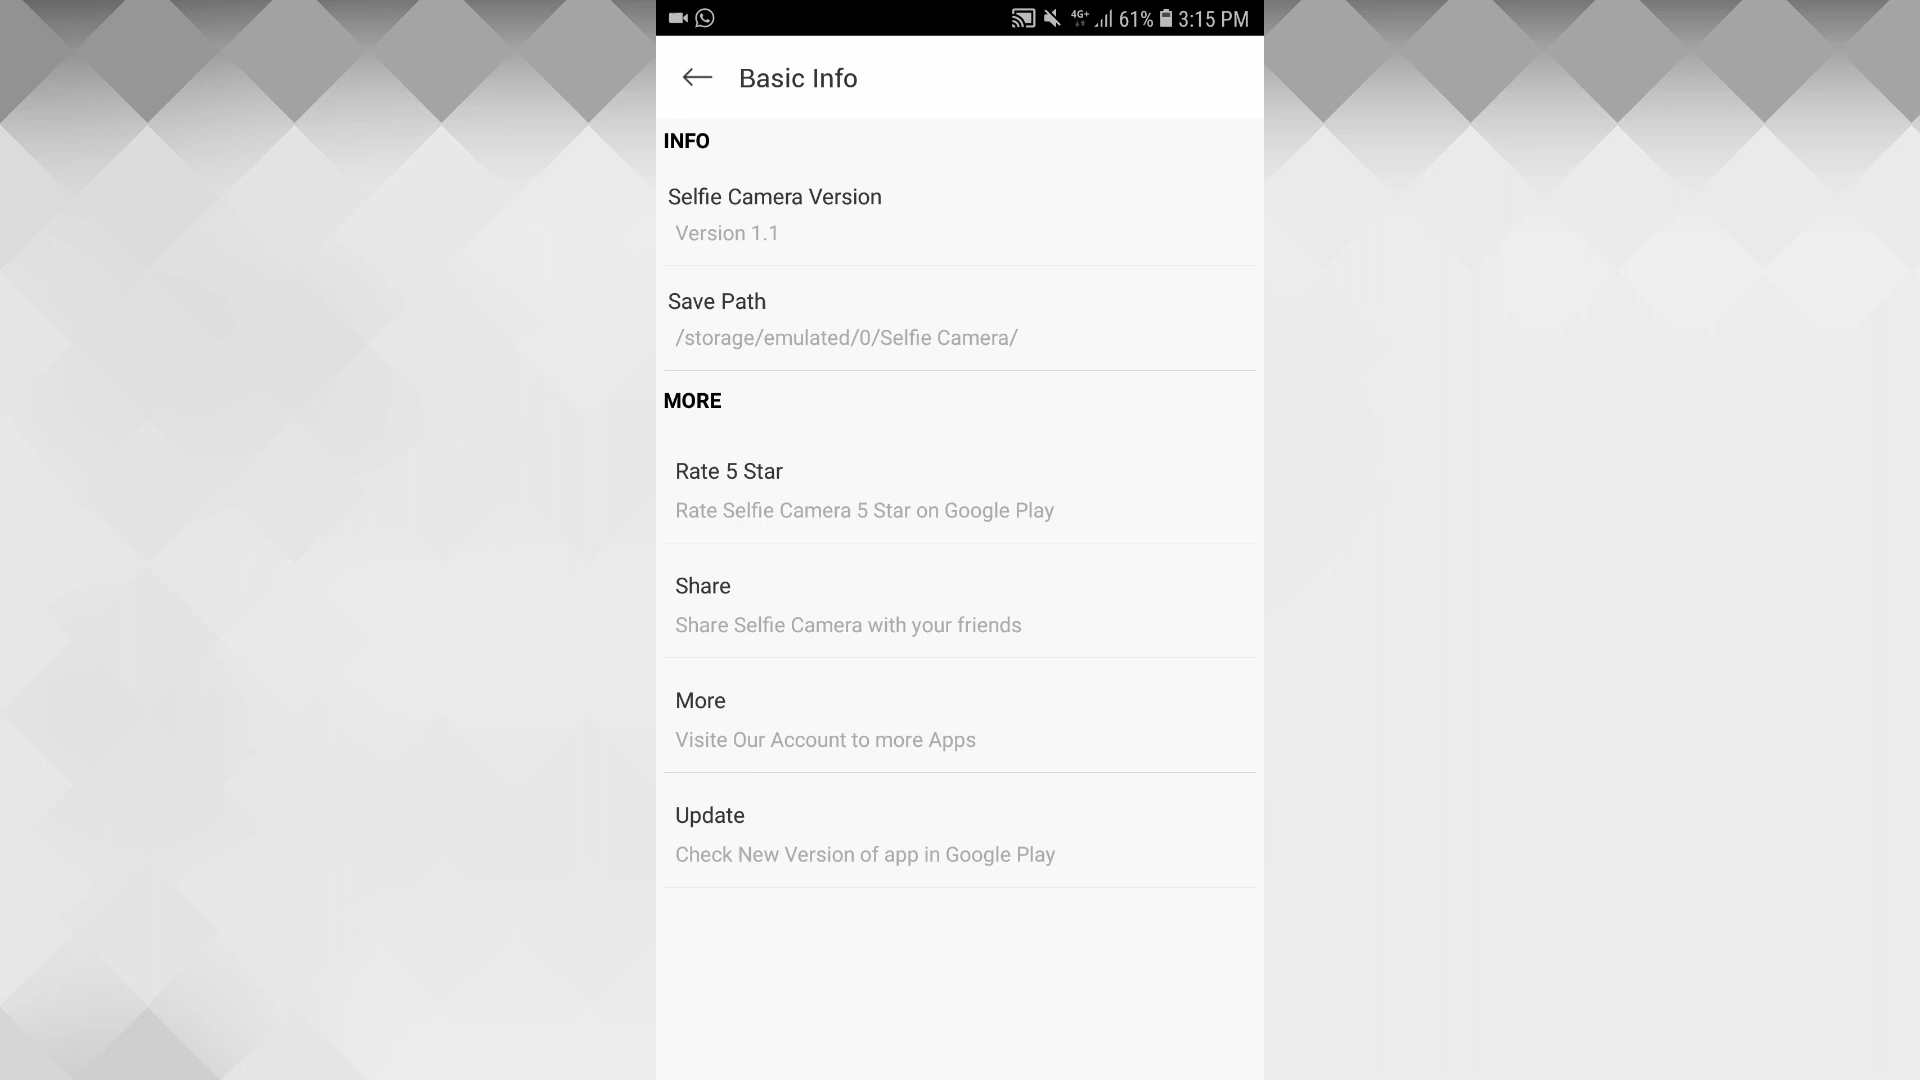 4G+ 61% 3:15 PM
Basic Info
INFO
Selfie Camera Version
Version 1.1
Save Path
/storage/emulated/0/Selfie Camera/
MORE
Rate 5 Star
Rate Selfie Camera 5 Star on Google Play
Share
Share Selfie Camera with your friends
More
Visite Our Account to more Apps
Update
Check New Version of app in Google Play